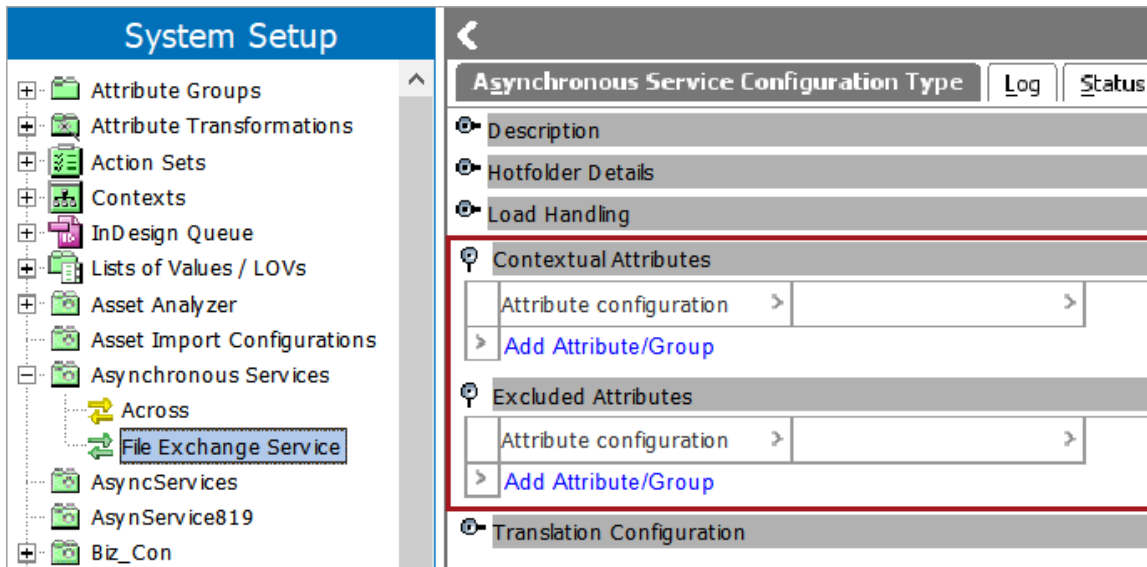 System Setup
Attribute Groups
Attribute Transformations
Action Sets
Contexts
InDesign Queue
Lists of Values / LOVs
Asset Analyzer
Asset Import Configurations
Asynchronous Services
Across
File Exchange Service
AsyncServices
AsynService819
Biz_Con
Asynchronous Service Configuration Type Log Status
Description
Hotfolder Details
Load Handling
Contextual Attributes
Attribute configuration > >
> Add Attribute/Group
Excluded Attributes
Attribute configuration > >
> Add Attribute/Group
Translation Configuration